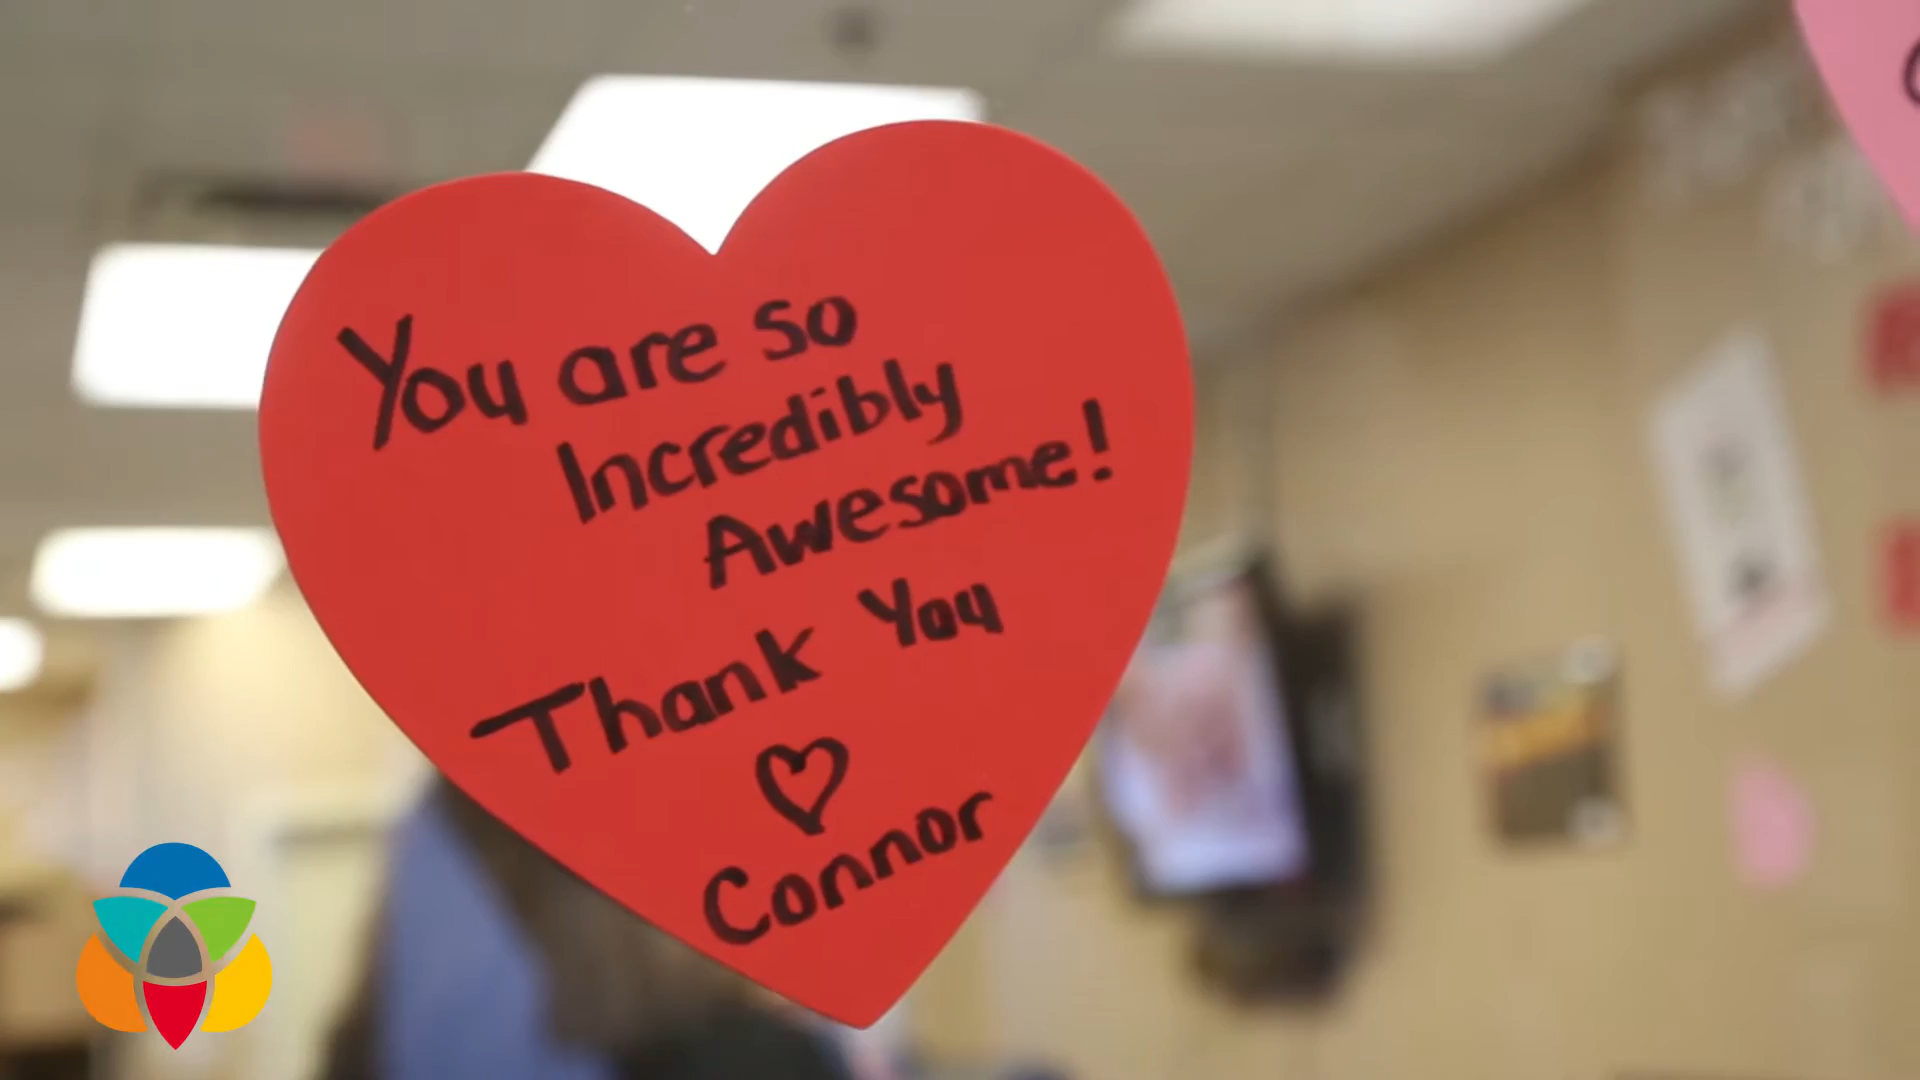 You are so
Incredibly
Awesome!
Thank You
Connor